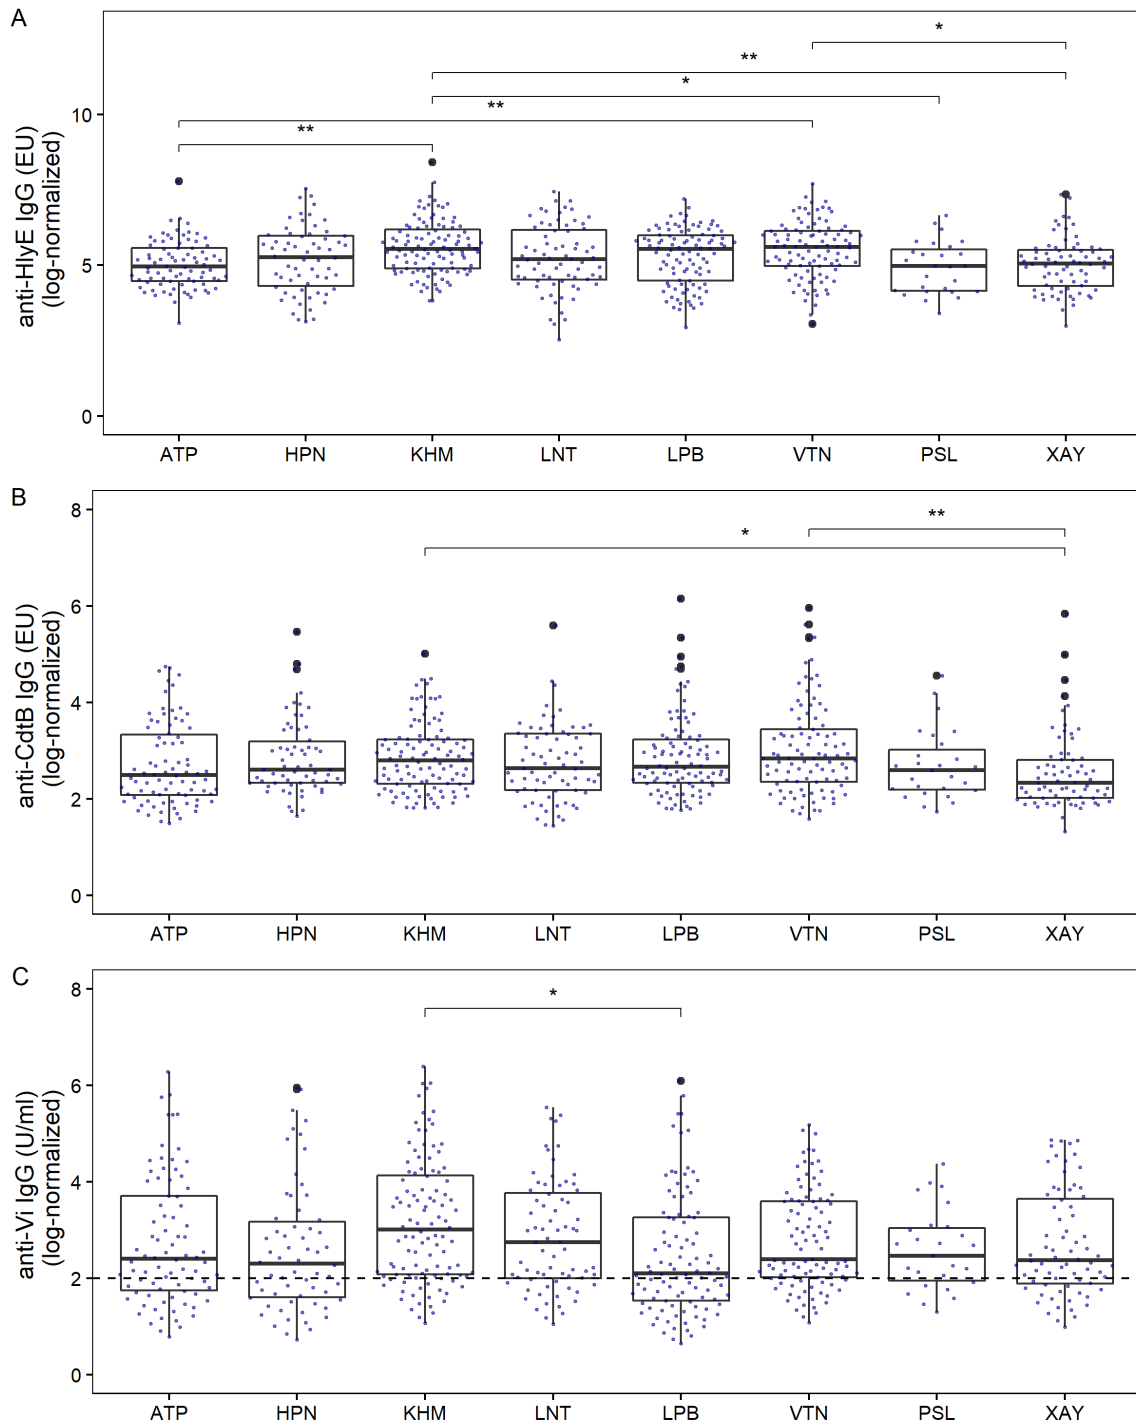 A
*
**
*
**
**
anti-HlyE IgG (EU)
(log-normalized)
10
5
0
ATP HPN KHM LNT LPB VTN PSL XAY
B
**
*
anti-CdtB IgG (EU)
(log-normalized)
8
6
4
2
0
ATP HPN KHM LNT LPB VTN PSL XAY
C
*
anti-Vi IgG (U/ml)
(log-normalized)
8
6
4
2
0
ATP HPN KHM LNT LPB VTN PSL XAY